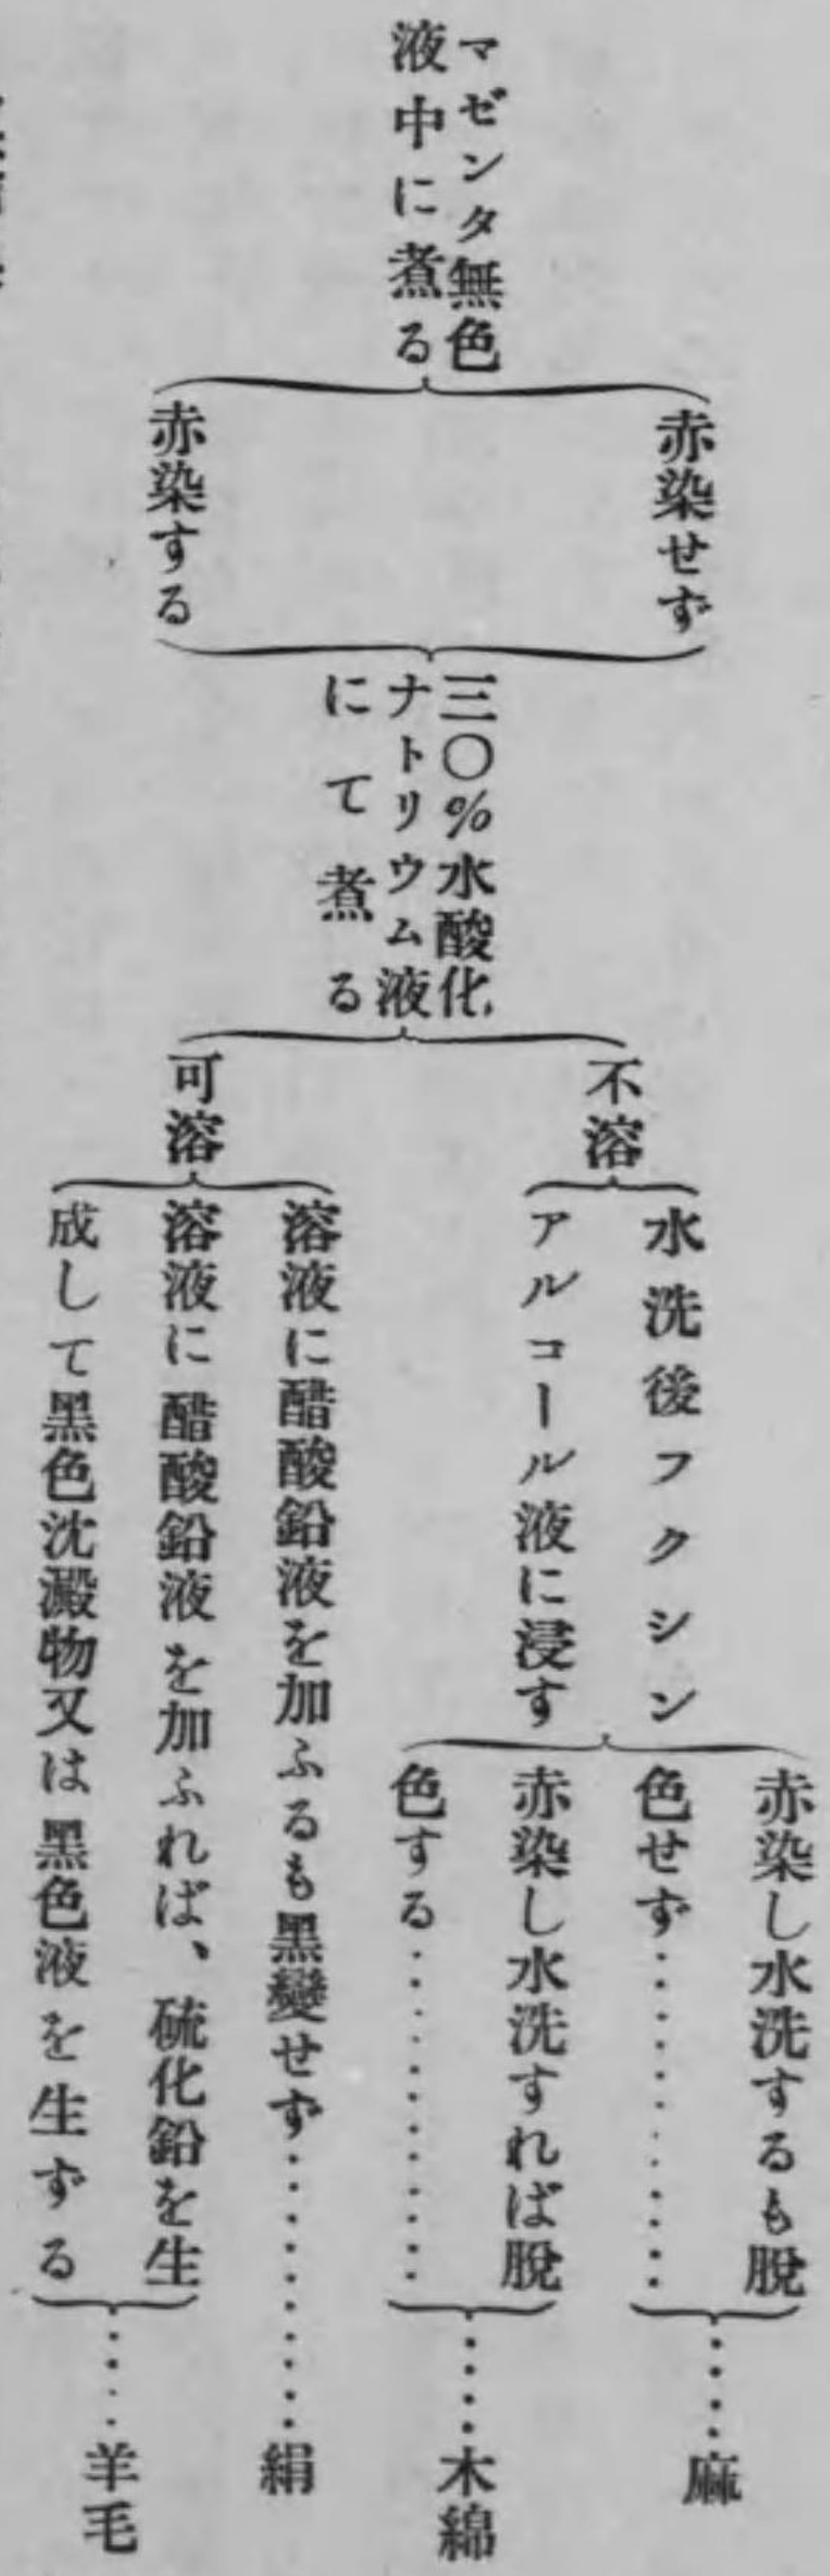 マゼンタ無色
液中に煮る
赤染せず
赤染する
三〇%水酸化
ナトリウム液
にて煮る
不溶
水洗後フクシン
アルコール液に浸す
赤染し水洗するも脫
色せず…………
……麻
赤染し水洗すれば脫
色する…………
……木綿
可溶
溶液に醋酸鉛液を加ふるも黑變せず…………絹
溶液に醋酸鉛液を加ふれば、硫化鉛を生
成して黑色沈澱物又は黑色液を生ずる
……羊毛